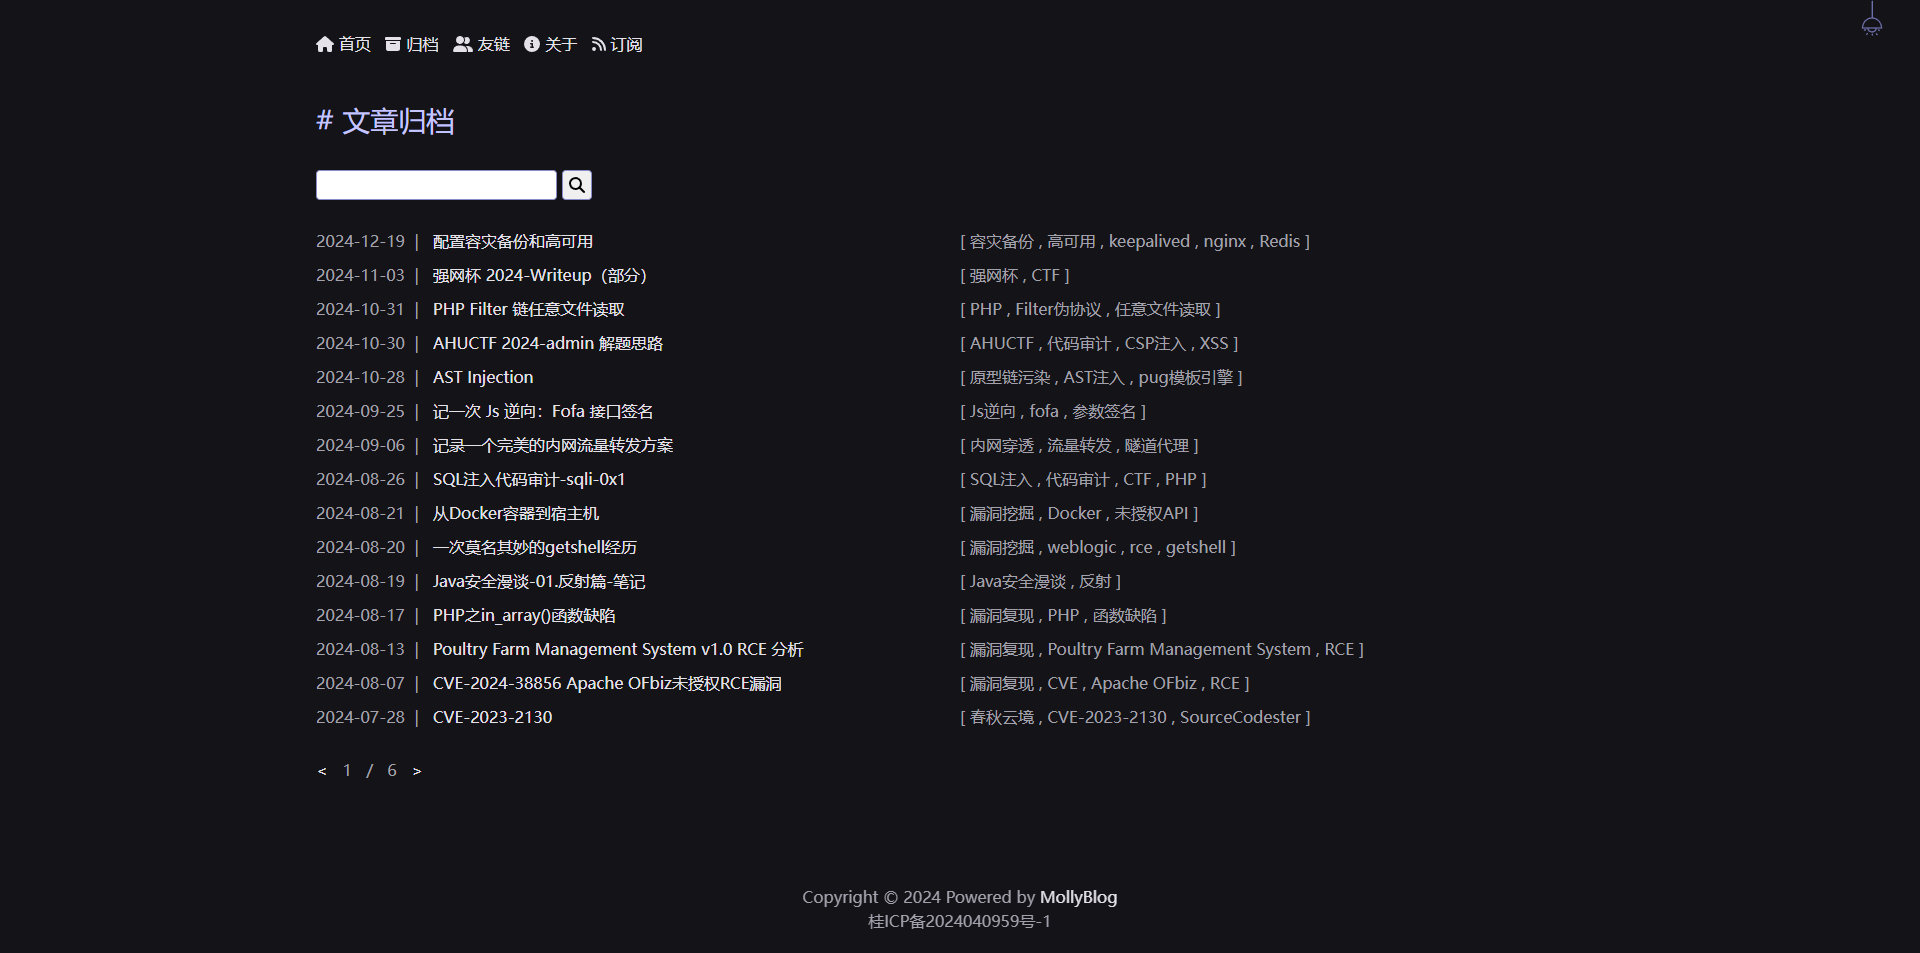 首页 归档 友链 关于 订阅
# 文章归档
2024-12-19 | 配置容灾备份和高可用 [ 容灾备份 , 高可用 , keepalived , nginx , Redis ]
2024-11-03 | 强网杯 2024-Writeup（部分） [ 强网杯 , CTF ]
2024-10-31 | PHP Filter 链任意文件读取 [ PHP , Filter伪协议 , 任意文件读取 ]
2024-10-30 | AHUCTF 2024-admin 解题思路 [ AHUCTF , 代码审计 , CSP注入 , XSS ]
2024-10-28 | AST Injection [ 原型链污染 , AST注入 , pug模板引擎 ]
2024-09-25 | 记一次 Js 逆向：Fofa 接口签名 [ Js逆向 , fofa , 参数签名 ]
2024-09-06 | 记录一个完美的内网流量转发方案 [ 内网穿透 , 流量转发 , 隧道代理 ]
2024-08-26 | SQL注入代码审计-sqli-0x1 [ SQL注入 , 代码审计 , CTF , PHP ]
2024-08-21 | 从Docker容器到宿主机 [ 漏洞挖掘 , Docker , 未授权API ]
2024-08-20 | 一次莫名其妙的getshell经历 [ 漏洞挖掘 , weblogic , rce , getshell ]
2024-08-19 | Java安全漫谈-01.反射篇-笔记 [ Java安全漫谈 , 反射 ]
2024-08-17 | PHP之in_array()函数缺陷 [ 漏洞复现 , PHP , 函数缺陷 ]
2024-08-13 | Poultry Farm Management System v1.0 RCE 分析 [ 漏洞复现 , Poultry Farm Management System , RCE ]
2024-08-07 | CVE-2024-38856 Apache OFbiz未授权RCE漏洞 [ 漏洞复现 , CVE , Apache OFbiz , RCE ]
2024-07-28 | CVE-2023-2130 [ 春秋云境 , CVE-2023-2130 , SourceCodester ]
< 1 / 6 >
Copyright © 2024 Powered by MollyBlog
桂ICP备2024040959号-1